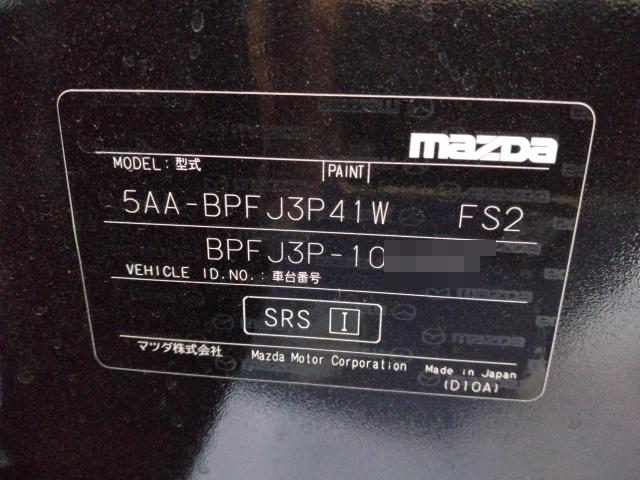 mazda
MODEL: 型式 PAINT
5AA-BPFJ3P41W FS2
BPFJ3P-10
VEHICLE ID.NO.: 車台番号
SRS I
マツダ株式会社 Mazda Motor Corporation Made in Japan
(D10A)